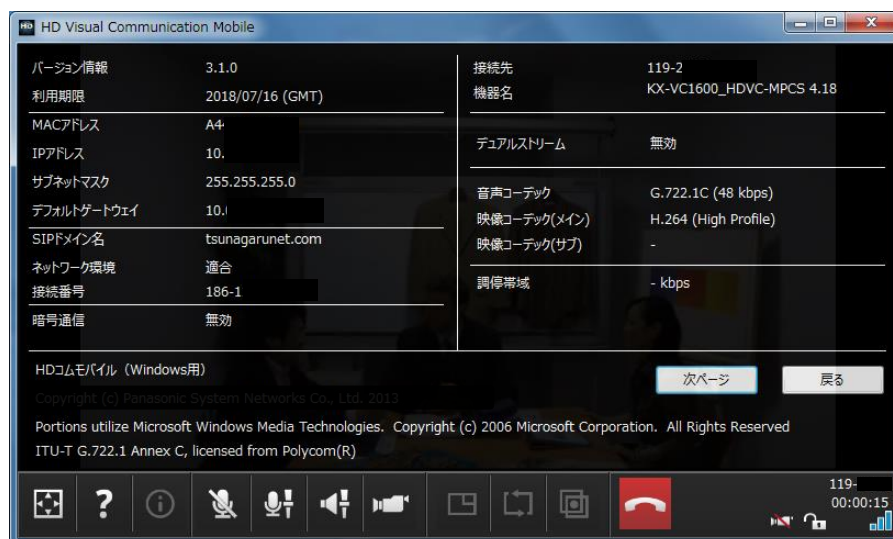 HD Visual Communication Mobile
バージョン情報 3.1.0
利用期限 2018/07/16 (GMT)
MACアドレス A4
IPアドレス 10.
サブネットマスク 255.255.255.0
デフォルトゲートウェイ 10.
SIPドメイン名 tsunagarunet.com
ネットワーク環境 適合
接続番号 186-1
暗号通信 無効
接続先 119-2
機器名 KX-VC1600_HDVC-MPCS 4.18
デュアルストリーム 無効
音声コーデック G.722.1C (48 kbps)
映像コーデック(メイン) H.264 (High Profile)
映像コーデック(サブ) -
調停帯域 - kbps
HDコムモバイル（Windows用）
次ページ 戻る
Copyright (c) Panasonic System Networks Co., Ltd. 2013
Portions utilize Microsoft Windows Media Technologies. Copyright (c) 2006 Microsoft Corporation. All Rights Reserved
ITU-T G.722.1 Annex C, licensed from Polycom(R)
119-
00:00:15